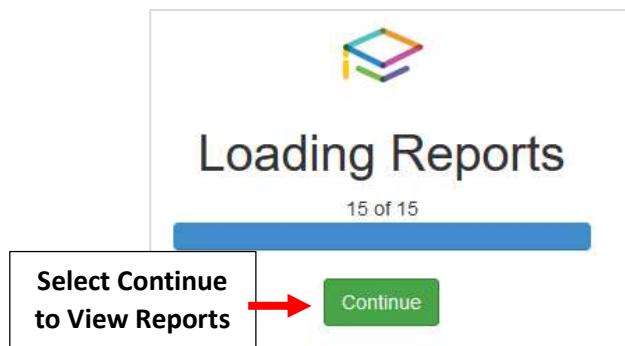 Loading Reports
15 of 15
Select Continue
to View Reports
Continue